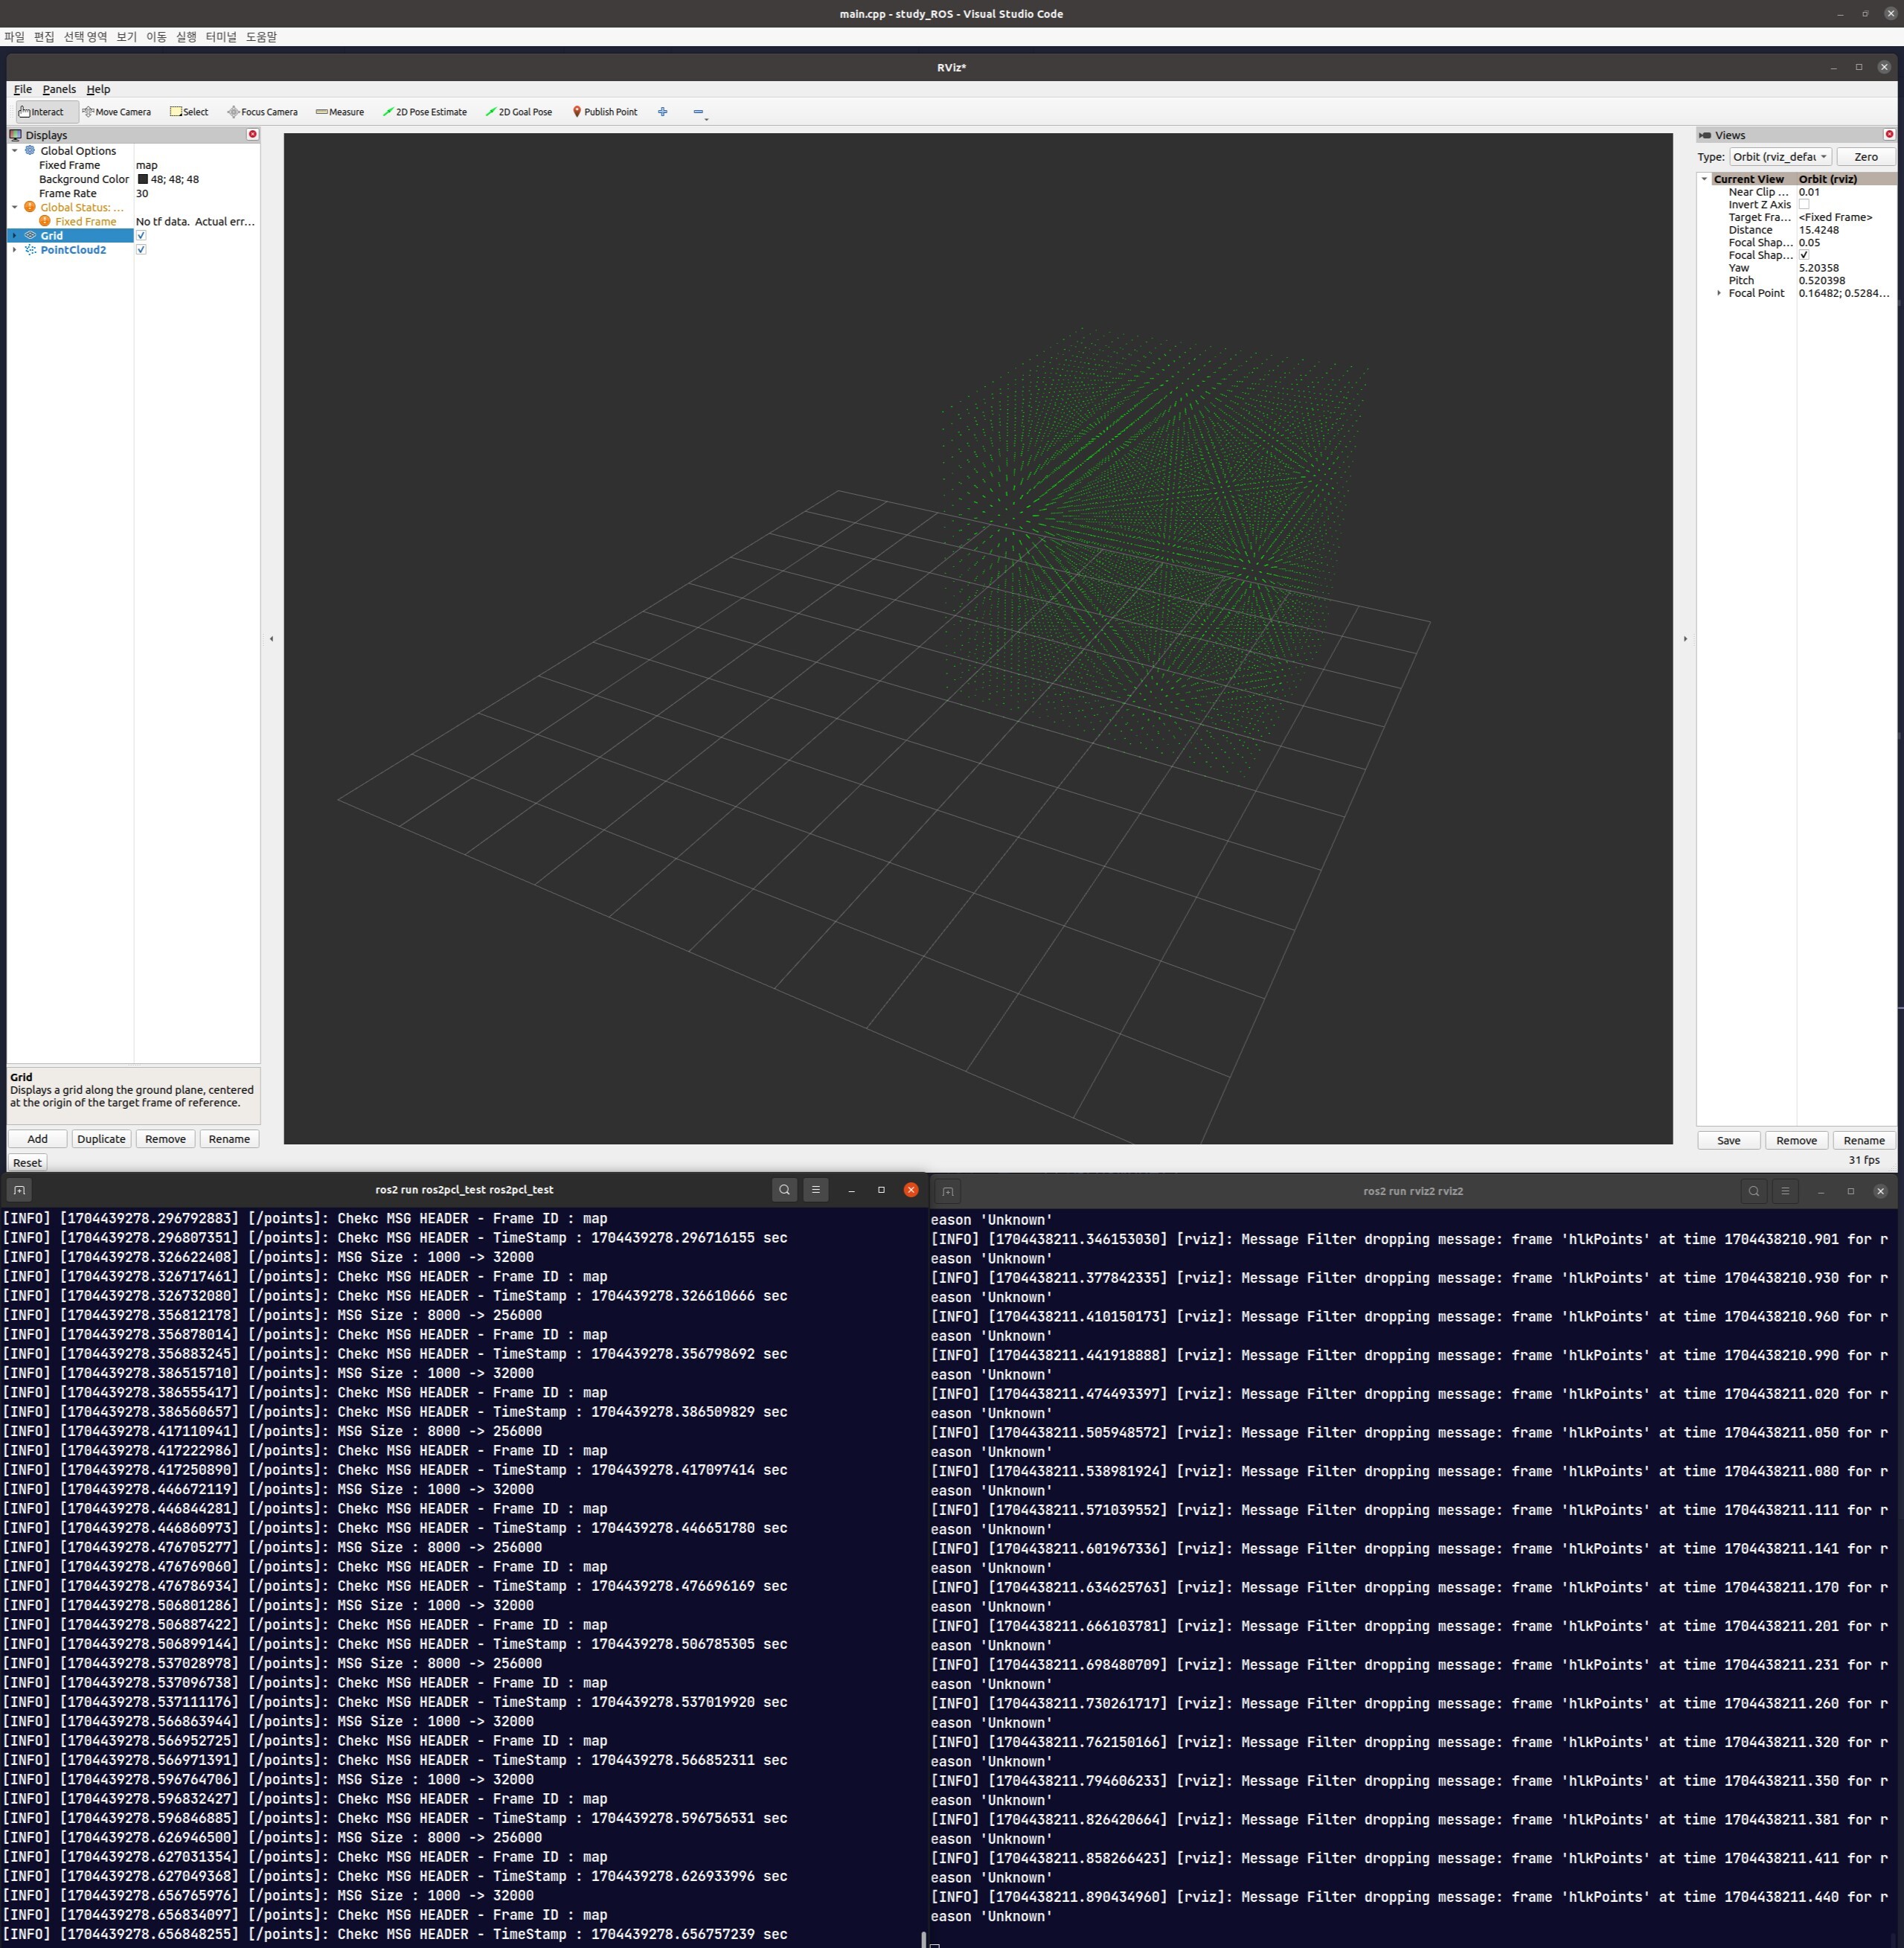 main.cpp - study_ROS - Visual Studio Code
파일 편집 선택 영역 보기 이동 실행 터미널 도움말
RViz*
File Panels Help
Interact Move Camera Select Focus Camera Measure 2D Pose Estimate 2D Goal Pose Publish Point
Displays
Global Options
Fixed Frame map
Background Color 48; 48; 48
Frame Rate 30
Global Status: ...
Fixed Frame No tf data. Actual err...
Grid
PointCloud2
Grid
Displays a grid along the ground plane, centered
at the origin of the target frame of reference.
Add Duplicate Remove Rename
Reset
Views
Type: Orbit (rviz_defau Zero
Current View Orbit (rviz)
Near Clip ... 0.01
Invert Z Axis
Target Fra... <Fixed Frame>
Distance 15.4248
Focal Shap... 0.05
Focal Shap...
Yaw 5.20358
Pitch 0.520398
Focal Point 0.16482; 0.5284...
Save Remove Rename
31 fps
ros2 run ros2pcl_test ros2pcl_test
[INFO] [1704439278.296792883] [/points]: Chekc MSG HEADER - Frame ID : map
[INFO] [1704439278.296807351] [/points]: Chekc MSG HEADER - TimeStamp : 1704439278.296716155 sec
[INFO] [1704439278.326622408] [/points]: MSG Size : 1000 -> 32000
[INFO] [1704439278.326717461] [/points]: Chekc MSG HEADER - Frame ID : map
[INFO] [1704439278.326732080] [/points]: Chekc MSG HEADER - TimeStamp : 1704439278.326610666 sec
[INFO] [1704439278.356812178] [/points]: MSG Size : 8000 -> 256000
[INFO] [1704439278.356878014] [/points]: Chekc MSG HEADER - Frame ID : map
[INFO] [1704439278.356883245] [/points]: Chekc MSG HEADER - TimeStamp : 1704439278.356798692 sec
[INFO] [1704439278.386515710] [/points]: MSG Size : 1000 -> 32000
[INFO] [1704439278.386555417] [/points]: Chekc MSG HEADER - Frame ID : map
[INFO] [1704439278.386560657] [/points]: Chekc MSG HEADER - TimeStamp : 1704439278.386509829 sec
[INFO] [1704439278.417110941] [/points]: MSG Size : 8000 -> 256000
[INFO] [1704439278.417222986] [/points]: Chekc MSG HEADER - Frame ID : map
[INFO] [1704439278.417250890] [/points]: Chekc MSG HEADER - TimeStamp : 1704439278.417097414 sec
[INFO] [1704439278.446672119] [/points]: MSG Size : 1000 -> 32000
[INFO] [1704439278.446844281] [/points]: Chekc MSG HEADER - Frame ID : map
[INFO] [1704439278.446860973] [/points]: Chekc MSG HEADER - TimeStamp : 1704439278.446651780 sec
[INFO] [1704439278.476705277] [/points]: MSG Size : 8000 -> 256000
[INFO] [1704439278.476769060] [/points]: Chekc MSG HEADER - Frame ID : map
[INFO] [1704439278.476786934] [/points]: Chekc MSG HEADER - TimeStamp : 1704439278.476696169 sec
[INFO] [1704439278.506801286] [/points]: MSG Size : 1000 -> 32000
[INFO] [1704439278.506887422] [/points]: Chekc MSG HEADER - Frame ID : map
[INFO] [1704439278.506899144] [/points]: Chekc MSG HEADER - TimeStamp : 1704439278.506785305 sec
[INFO] [1704439278.537028978] [/points]: MSG Size : 8000 -> 256000
[INFO] [1704439278.537096738] [/points]: Chekc MSG HEADER - Frame ID : map
[INFO] [1704439278.537111176] [/points]: Chekc MSG HEADER - TimeStamp : 1704439278.537019920 sec
[INFO] [1704439278.566863944] [/points]: MSG Size : 1000 -> 32000
[INFO] [1704439278.566952725] [/points]: Chekc MSG HEADER - Frame ID : map
[INFO] [1704439278.566971391] [/points]: Chekc MSG HEADER - TimeStamp : 1704439278.566852311 sec
[INFO] [1704439278.596764706] [/points]: MSG Size : 1000 -> 32000
[INFO] [1704439278.596832427] [/points]: Chekc MSG HEADER - Frame ID : map
[INFO] [1704439278.596846885] [/points]: Chekc MSG HEADER - TimeStamp : 1704439278.596756531 sec
[INFO] [1704439278.626946500] [/points]: MSG Size : 8000 -> 256000
[INFO] [1704439278.627031354] [/points]: Chekc MSG HEADER - Frame ID : map
[INFO] [1704439278.627049368] [/points]: Chekc MSG HEADER - TimeStamp : 1704439278.626933996 sec
[INFO] [1704439278.656765976] [/points]: MSG Size : 1000 -> 32000
[INFO] [1704439278.656834097] [/points]: Chekc MSG HEADER - Frame ID : map
[INFO] [1704439278.656848255] [/points]: Chekc MSG HEADER - TimeStamp : 1704439278.656757239 sec
ros2 run rviz2 rviz2
eason 'Unknown'
[INFO] [1704438211.346153030] [rviz]: Message Filter dropping message: frame 'hlkPoints' at time 1704438210.901 for r
eason 'Unknown'
[INFO] [1704438211.377842335] [rviz]: Message Filter dropping message: frame 'hlkPoints' at time 1704438210.930 for r
eason 'Unknown'
[INFO] [1704438211.410150173] [rviz]: Message Filter dropping message: frame 'hlkPoints' at time 1704438210.960 for r
eason 'Unknown'
[INFO] [1704438211.441918888] [rviz]: Message Filter dropping message: frame 'hlkPoints' at time 1704438210.990 for r
eason 'Unknown'
[INFO] [1704438211.474493397] [rviz]: Message Filter dropping message: frame 'hlkPoints' at time 1704438211.020 for r
eason 'Unknown'
[INFO] [1704438211.505948572] [rviz]: Message Filter dropping message: frame 'hlkPoints' at time 1704438211.050 for r
eason 'Unknown'
[INFO] [1704438211.538981924] [rviz]: Message Filter dropping message: frame 'hlkPoints' at time 1704438211.080 for r
eason 'Unknown'
[INFO] [1704438211.571039552] [rviz]: Message Filter dropping message: frame 'hlkPoints' at time 1704438211.111 for r
eason 'Unknown'
[INFO] [1704438211.601967336] [rviz]: Message Filter dropping message: frame 'hlkPoints' at time 1704438211.141 for r
eason 'Unknown'
[INFO] [1704438211.634625763] [rviz]: Message Filter dropping message: frame 'hlkPoints' at time 1704438211.170 for r
eason 'Unknown'
[INFO] [1704438211.666103781] [rviz]: Message Filter dropping message: frame 'hlkPoints' at time 1704438211.201 for r
eason 'Unknown'
[INFO] [1704438211.698480709] [rviz]: Message Filter dropping message: frame 'hlkPoints' at time 1704438211.231 for r
eason 'Unknown'
[INFO] [1704438211.730261717] [rviz]: Message Filter dropping message: frame 'hlkPoints' at time 1704438211.260 for r
eason 'Unknown'
[INFO] [1704438211.762150166] [rviz]: Message Filter dropping message: frame 'hlkPoints' at time 1704438211.320 for r
eason 'Unknown'
[INFO] [1704438211.794606233] [rviz]: Message Filter dropping message: frame 'hlkPoints' at time 1704438211.350 for r
eason 'Unknown'
[INFO] [1704438211.826420664] [rviz]: Message Filter dropping message: frame 'hlkPoints' at time 1704438211.381 for r
eason 'Unknown'
[INFO] [1704438211.858266423] [rviz]: Message Filter dropping message: frame 'hlkPoints' at time 1704438211.411 for r
eason 'Unknown'
[INFO] [1704438211.890434960] [rviz]: Message Filter dropping message: frame 'hlkPoints' at time 1704438211.440 for r
eason 'Unknown'